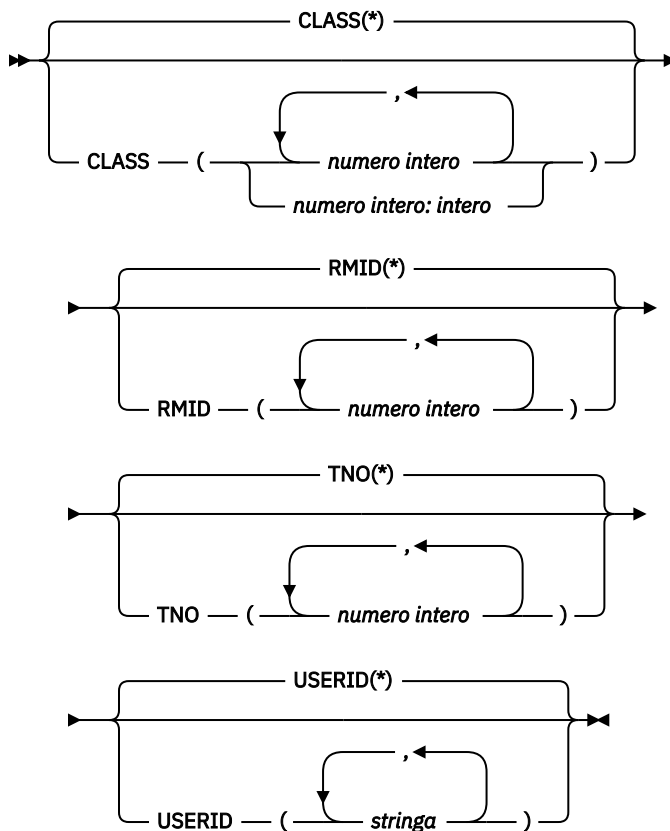 CLASS(*)
,
CLASS ( numero intero )
numero intero: intero
RMID(*)
,
RMID ( numero intero )
TNO(*)
,
TNO ( numero intero )
USERID(*)
,
USERID ( stringa )